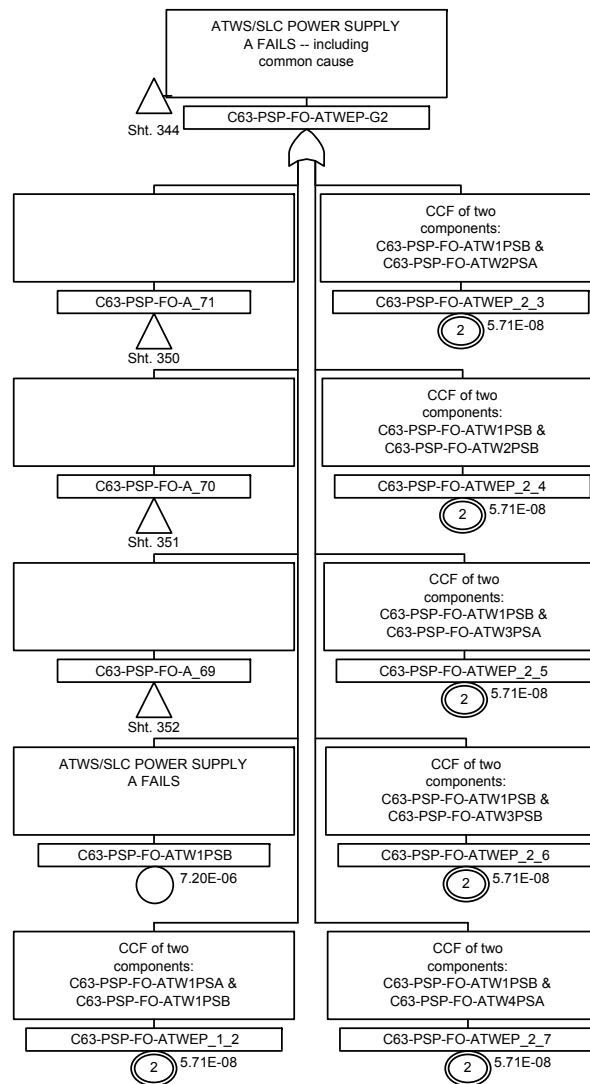 ATWS/SLC POWER SUPPLY
A FAILS -- including
common cause
Sht. 344
C63-PSP-FO-ATWEP-G2
C63-PSP-FO-A_71
Sht. 350
CCF of two
components:
C63-PSP-FO-ATW1PSB &
C63-PSP-FO-ATW2PSA
C63-PSP-FO-ATWEP_2_3
2
5.71E-08
C63-PSP-FO-A_70
Sht. 351
CCF of two
components:
C63-PSP-FO-ATW1PSB &
C63-PSP-FO-ATW2PSB
C63-PSP-FO-ATWEP_2_4
2
5.71E-08
C63-PSP-FO-A_69
Sht. 352
CCF of two
components:
C63-PSP-FO-ATW1PSB &
C63-PSP-FO-ATW3PSA
C63-PSP-FO-ATWEP_2_5
2
5.71E-08
ATWS/SLC POWER SUPPLY
A FAILS
C63-PSP-FO-ATW1PSB
7.20E-06
CCF of two
components:
C63-PSP-FO-ATW1PSB &
C63-PSP-FO-ATW3PSB
C63-PSP-FO-ATWEP_2_6
2
5.71E-08
CCF of two
components:
C63-PSP-FO-ATW1PSA &
C63-PSP-FO-ATW1PSB
C63-PSP-FO-ATWEP_1_2
2
5.71E-08
CCF of two
components:
C63-PSP-FO-ATW1PSB &
C63-PSP-FO-ATW4PSA
C63-PSP-FO-ATWEP_2_7
2
5.71E-08